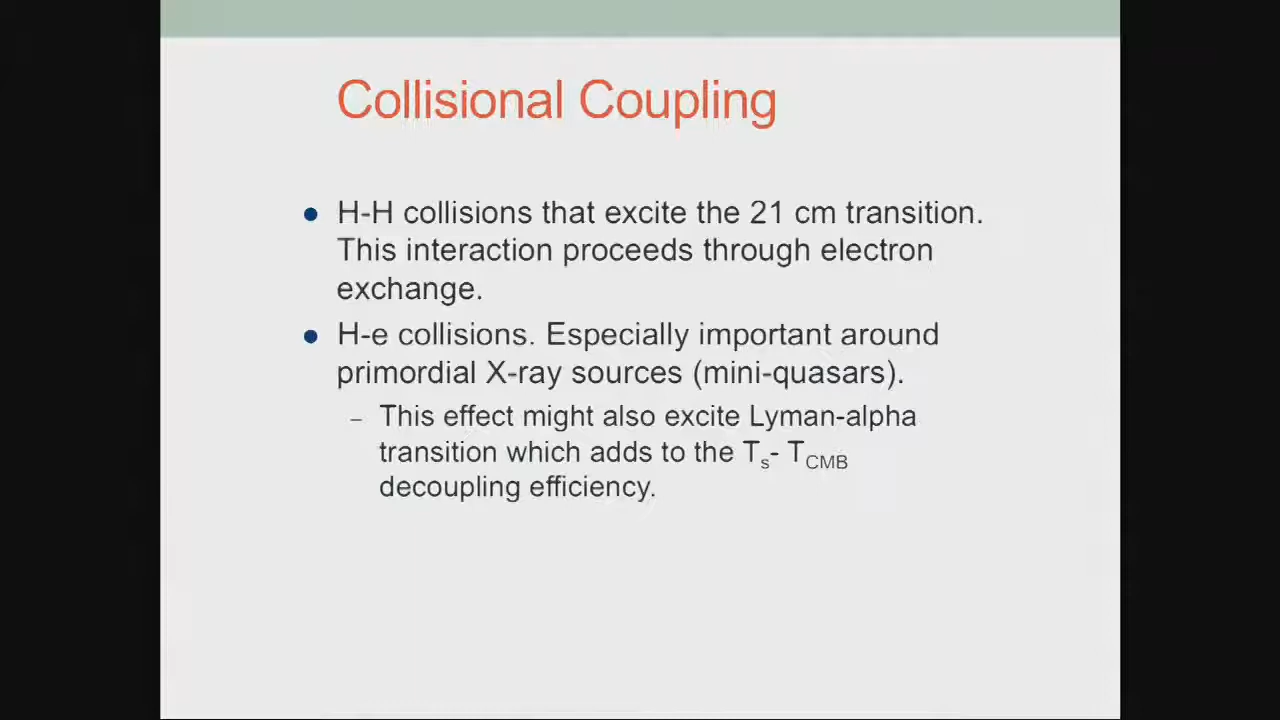 Collisional Coupling
● H-H collisions that excite the 21 cm transition.
This interaction proceeds through electron
exchange.
● H-e collisions. Especially important around
primordial X-ray sources (mini-quasars).
– This effect might also excite Lyman-alpha
transition which adds to the Ts- TCMB
decoupling efficiency.